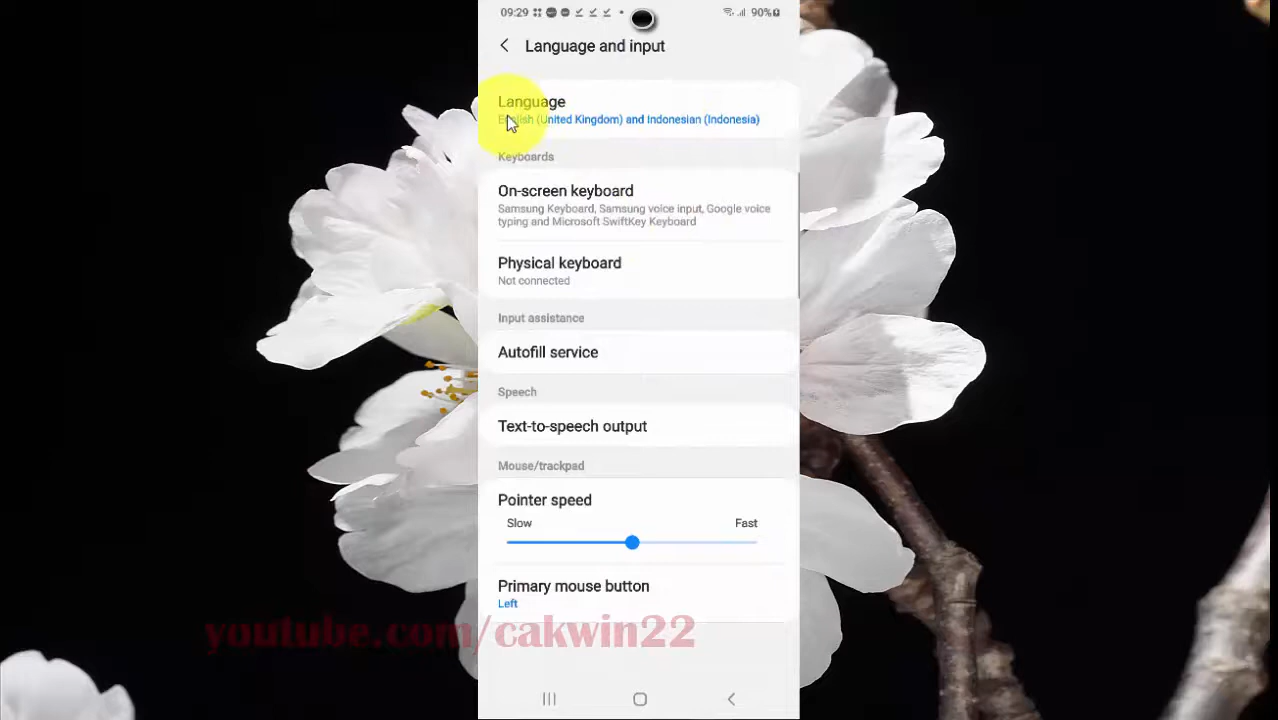 09:29 90%
Language and input
Language
English (United Kingdom) and Indonesian (Indonesia)
Keyboards
On-screen keyboard
Samsung Keyboard, Samsung voice input, Google voice
typing and Microsoft SwiftKey Keyboard
Physical keyboard
Not connected
Input assistance
Autofill service
Speech
Text-to-speech output
Mouse/trackpad
Pointer speed
Slow Fast
Primary mouse button
Left
youtube.com/cakwin22